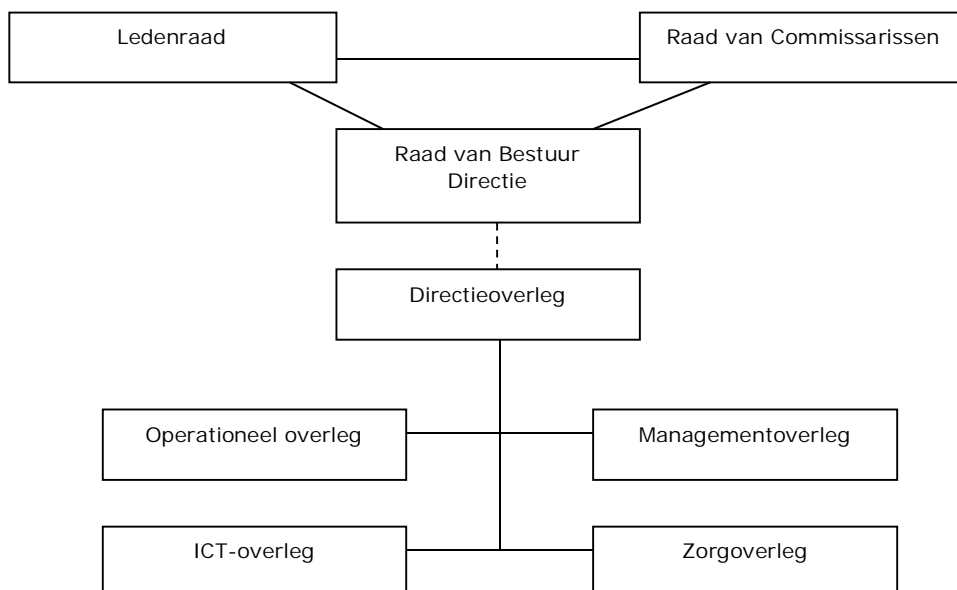 Ledenraad
Raad van Commissarissen
Raad van Bestuur
Directie
Directieoverleg
Operationeel overleg
Managementoverleg
ICT-overleg
Zorgoverleg